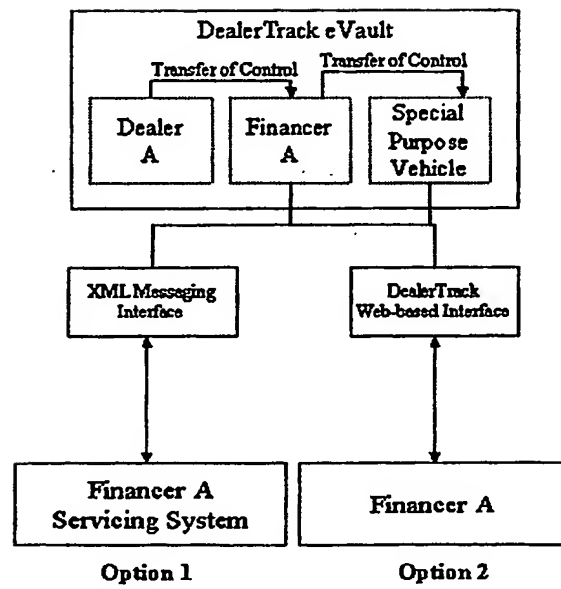 DealerTrack eVault
Transfer of Control
Transfer of Control
Dealer
A
Financer
A
Special
Purpose
Vehicle
XML Messaging
Interface
DealerTrack
Web-based Interface
Financer A
Servicing System
Financer A
Option 1
Option 2